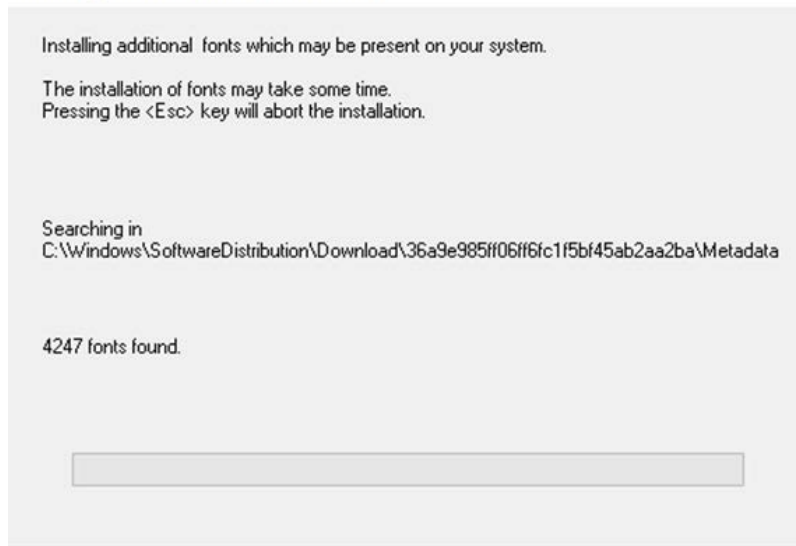 Installing additional  fonts which may be present on your system.
The installation of fonts may take some time.
Pressing the <Esc> key will abort the installation.
Searching in
C:\Windows\SoftwareDistribution\Download\36a9e985ff06ff6fc1f5bf45ab2aa2ba\Metadata
4247 fonts found.